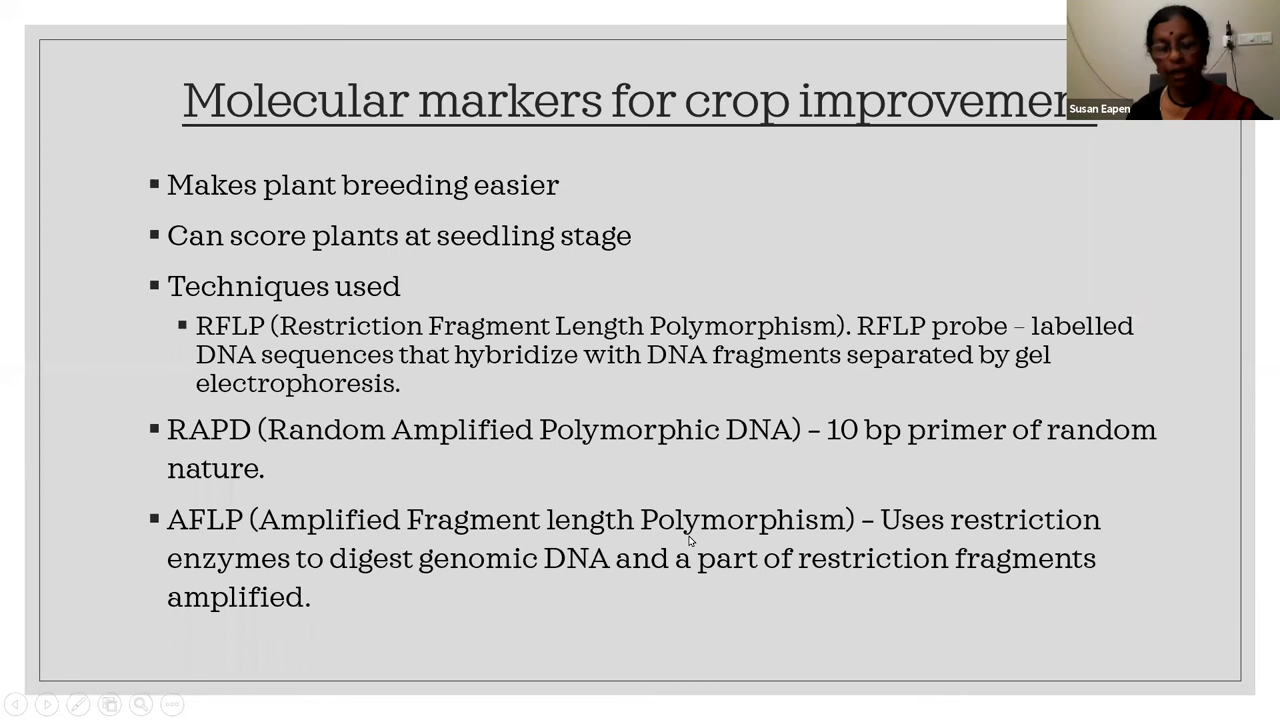 Molecular markers for crop improvemen
Susan Eapen
▪ Makes plant breeding easier
▪ Can score plants at seedling stage
▪ Techniques used
▪ RFLP (Restriction Fragment Length Polymorphism). RFLP probe – labelled
DNA sequences that hybridize with DNA fragments separated by gel
electrophoresis.
▪ RAPD (Random Amplified Polymorphic DNA) – 10 bp primer of random
nature.
▪ AFLP (Amplified Fragment length Polymorphism) – Uses restriction
enzymes to digest genomic DNA and a part of restriction fragments
amplified.